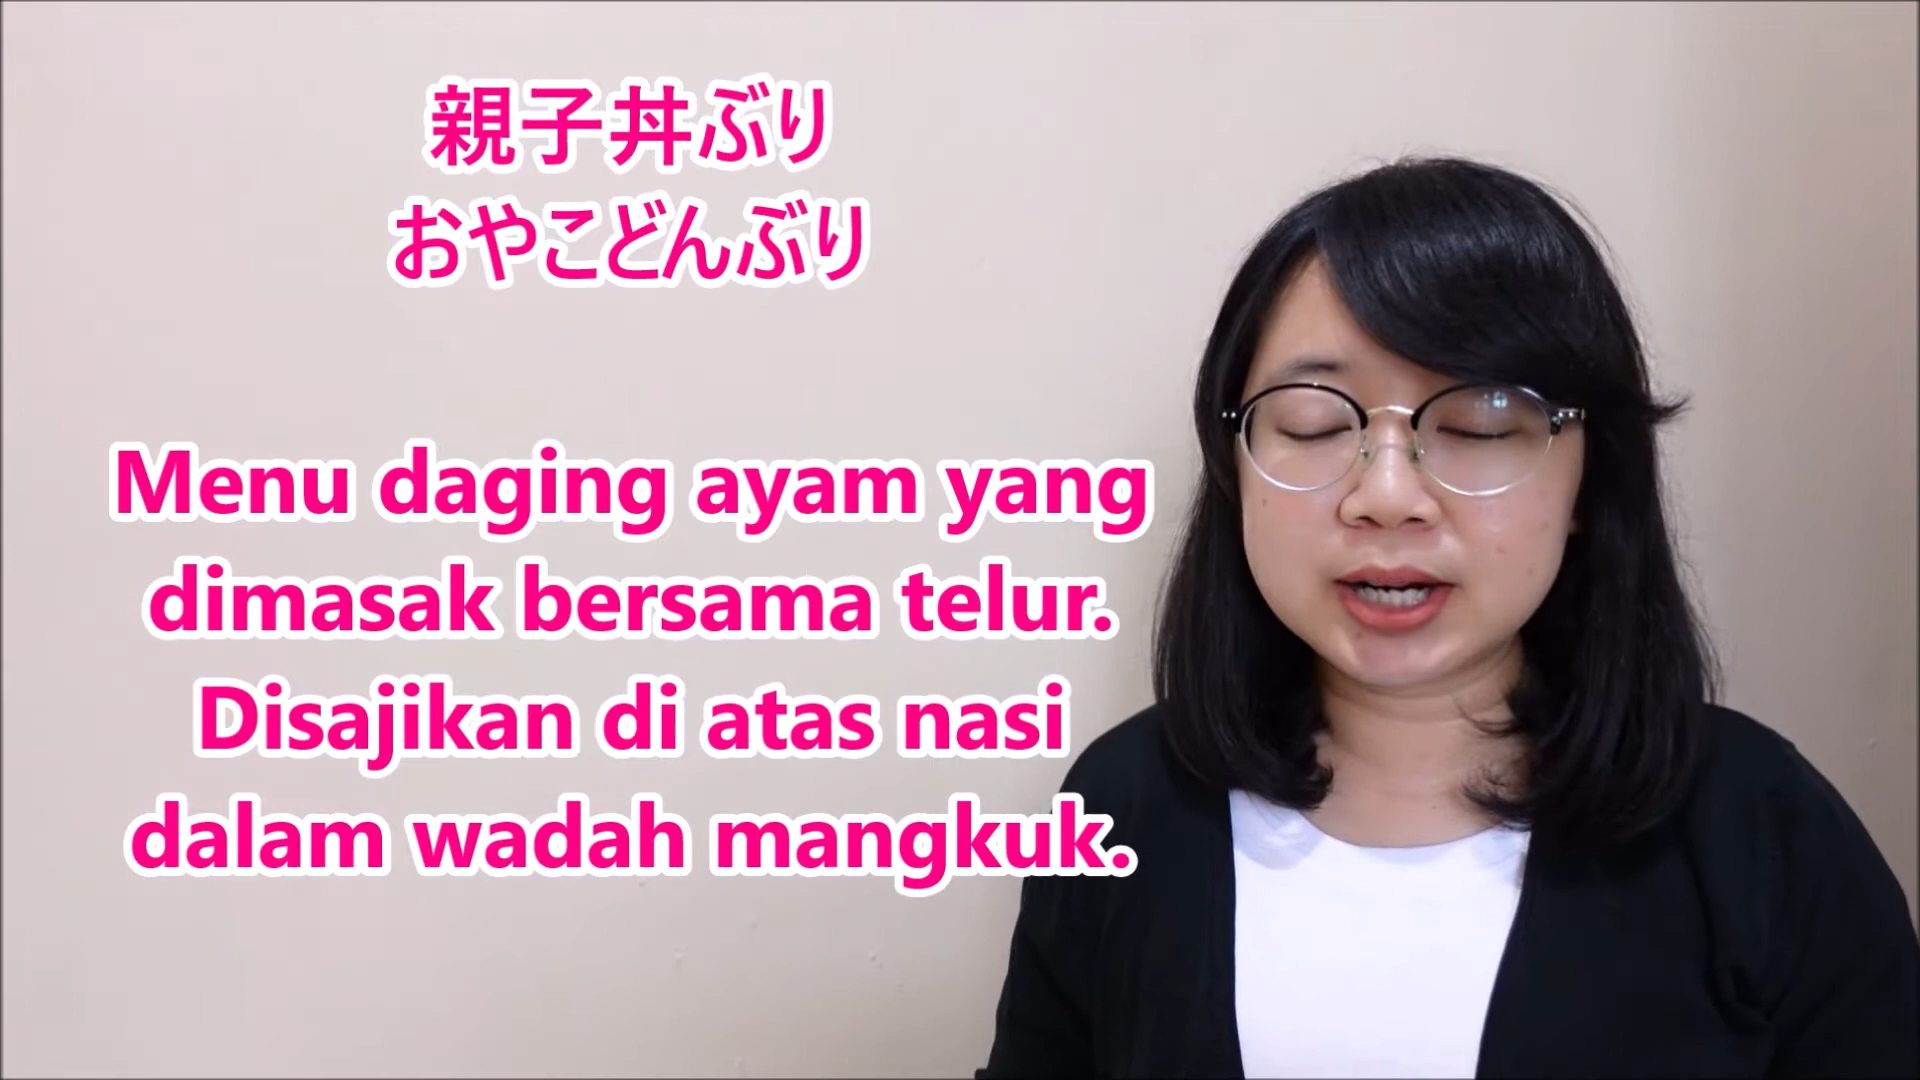 親子丼ぶり
おやこどんぶり
Menu daging ayam yang
dimasak bersama telur.
Disajikan di atas nasi
dalam wadah mangkuk.